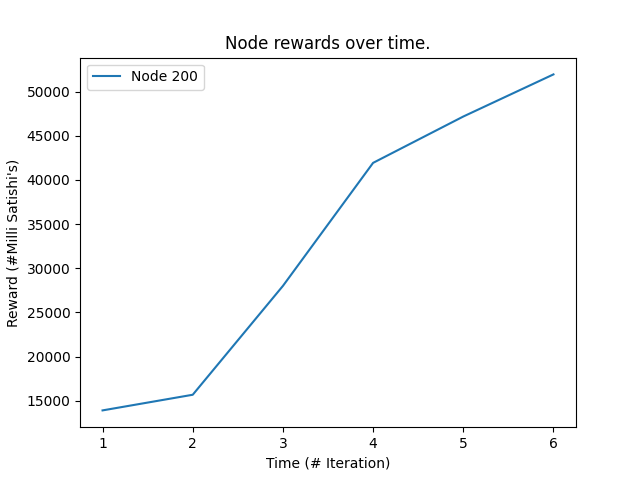 Node rewards over time.
Node 200
Reward (#Milli Satishi's)
50000
45000
40000
35000
30000
25000
20000
15000
1 2 3 4 5 6
Time (# Iteration)